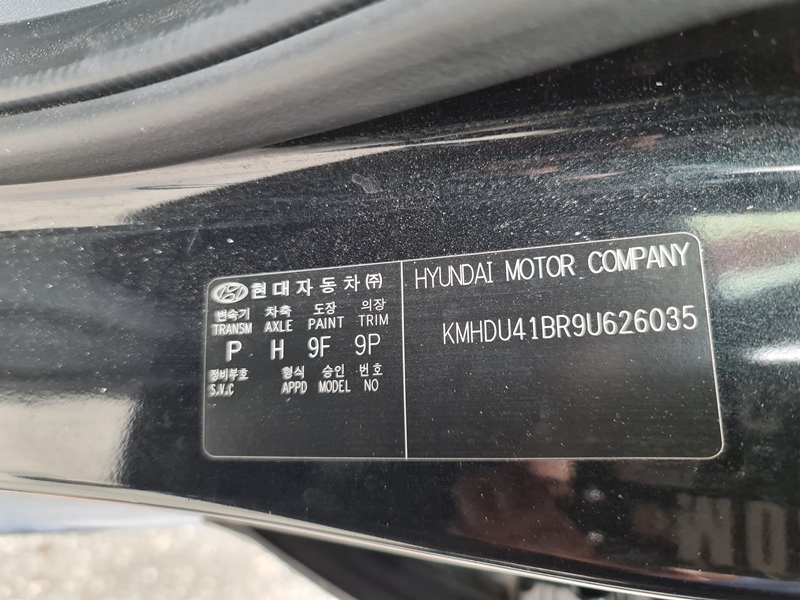 현대자동차㈜
변속기 차축 도장 의장
TRANSM AXLE PAINT TRIM
P H 9F 9P
정비부호 형식 승인 번호
S.V.C APPD MODEL NO
HYUNDAI MOTOR COMPANY
KMHDU41BR9U626035